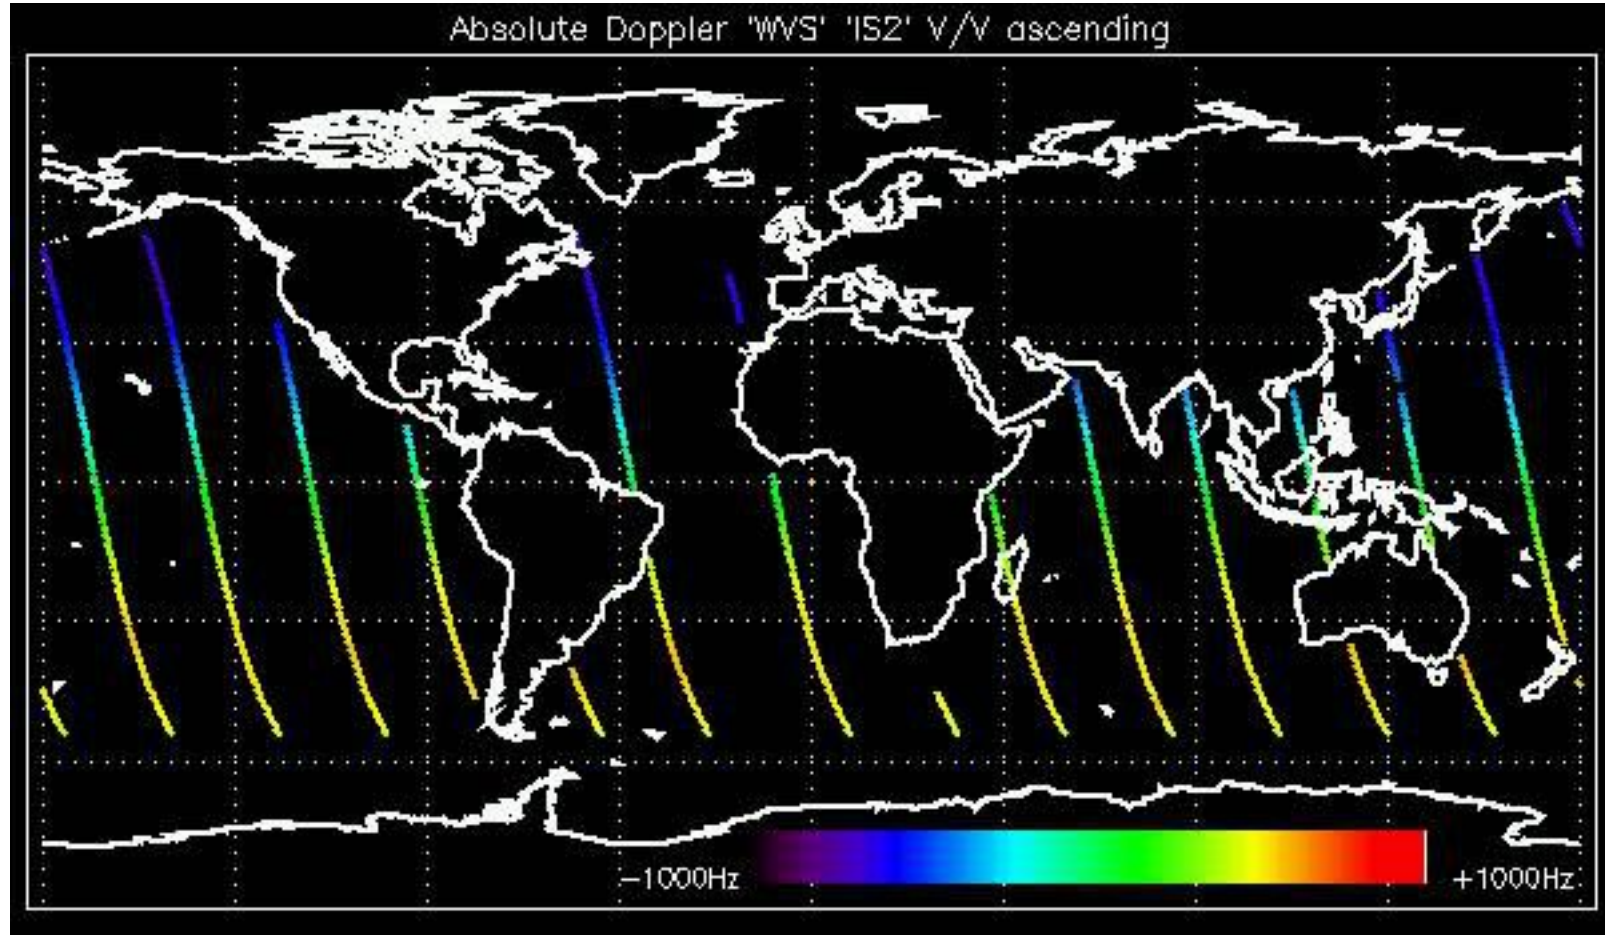 Absolute Doppler 'WVS' 'IS2' V/V ascending
−1000Hz +1000Hz